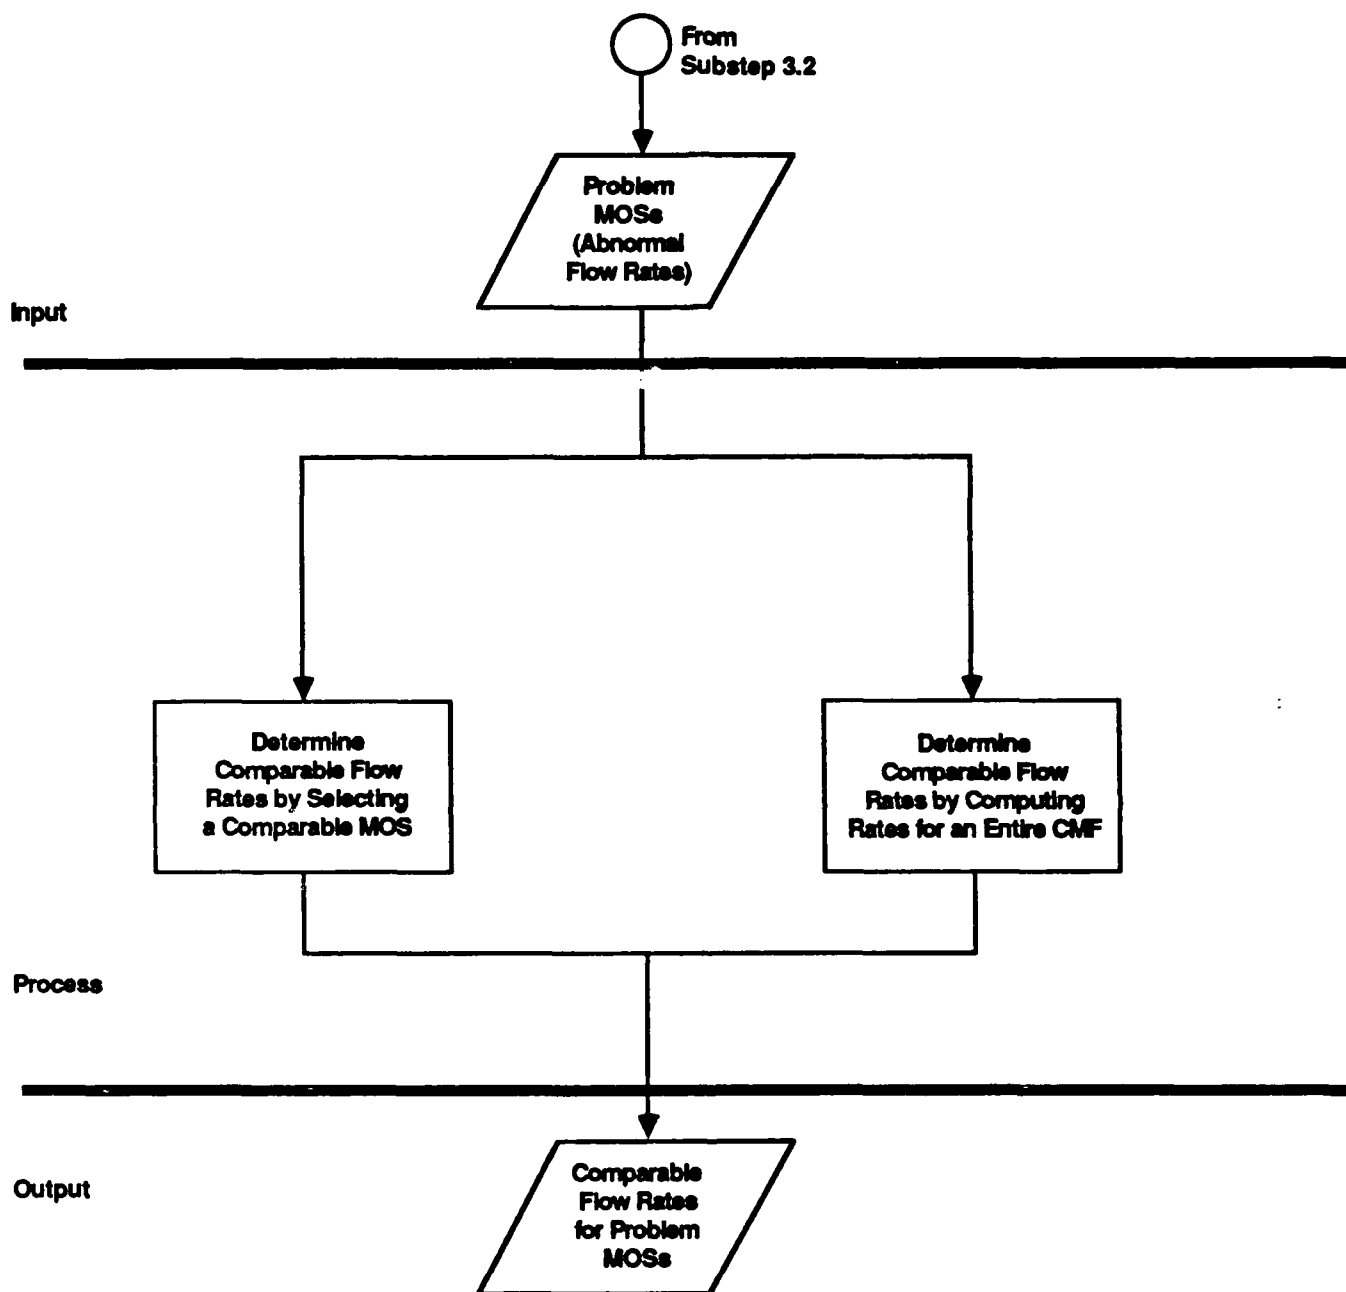 From
Substep 3.2
Problem
MOSs
(Abnormal
Flow Rates)
Input
Determine
Comparable Flow
Rates by Selecting
a Comparable MOS
Determine
Comparable Flow
Rates by Computing
Rates for an Entire CMF
Process
Output
Comparable
Flow Rates
for Problem
MOSs